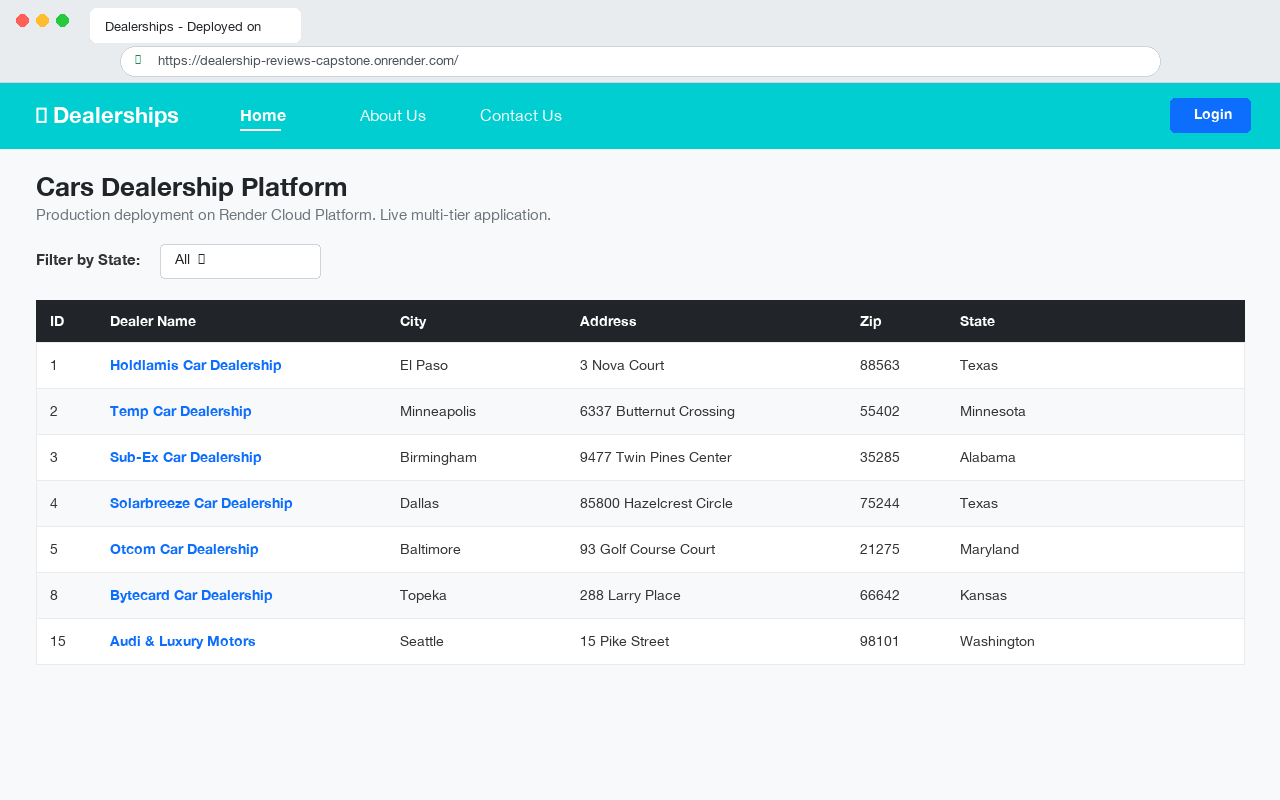 Dealerships - Deployed on
https://dealership-reviews-capstone.onrender.com/
Dealerships Home About Us Contact Us Login
Cars Dealership Platform
Production deployment on Render Cloud Platform. Live multi-tier application.
Filter by State: All
ID Dealer Name City Address Zip State
1 Holdlamis Car Dealership El Paso 3 Nova Court 88563 Texas
2 Temp Car Dealership Minneapolis 6337 Butternut Crossing 55402 Minnesota
3 Sub-Ex Car Dealership Birmingham 9477 Twin Pines Center 35285 Alabama
4 Solarbreeze Car Dealership Dallas 85800 Hazelcrest Circle 75244 Texas
5 Otcom Car Dealership Baltimore 93 Golf Course Court 21275 Maryland
8 Bytecard Car Dealership Topeka 288 Larry Place 66642 Kansas
15 Audi & Luxury Motors Seattle 15 Pike Street 98101 Washington